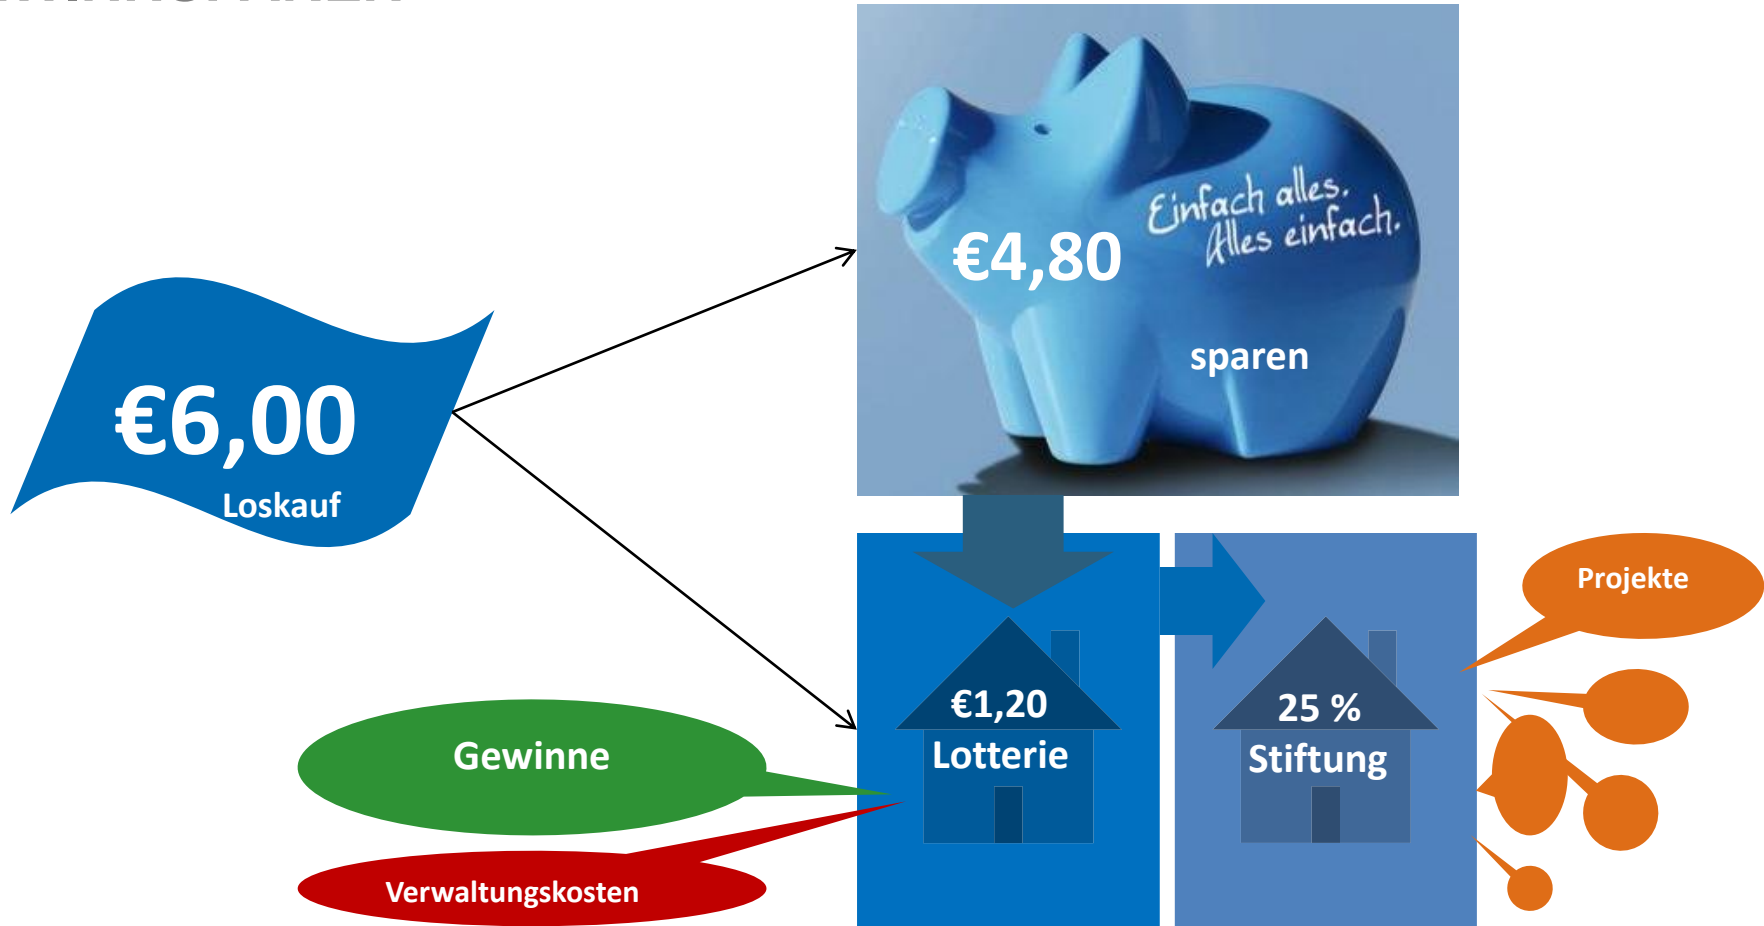 €6,00
Loskauf
Einfach alles.
Alles einfach.
€4,80
sparen
€1,20
Lotterie
25 %
Stiftung
Projekte
Gewinne
Verwaltungskosten